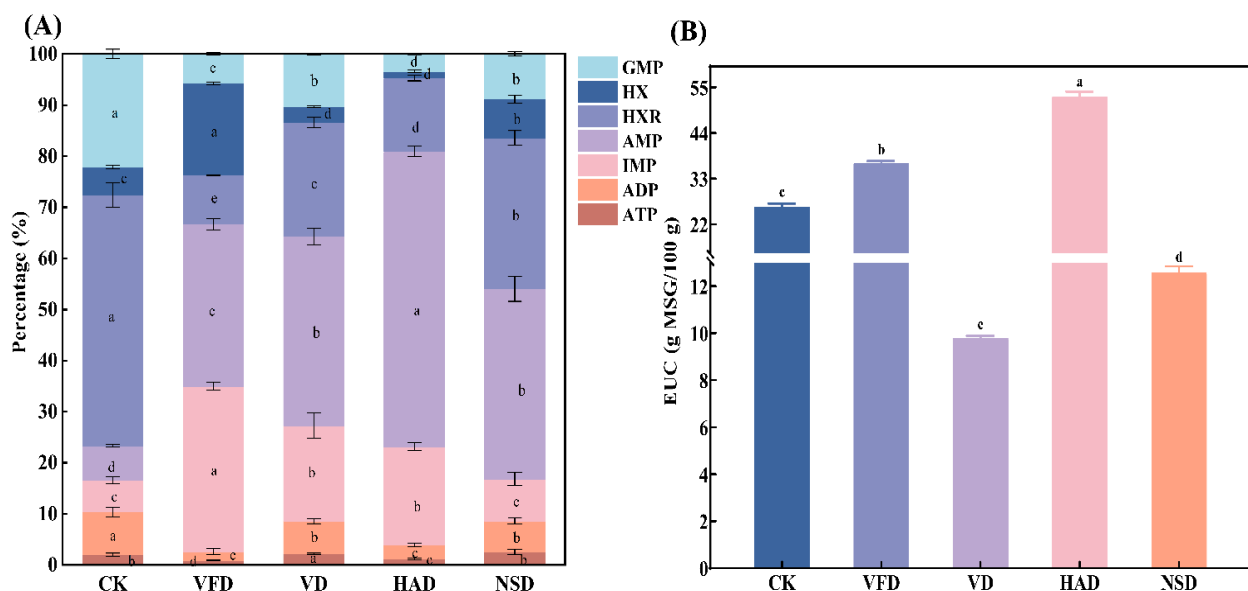 (A)
Percentage (%)
100
90
80
70
60
50
40
30
20
10
0
a
c
a
d
c
a
b
c
a
e
c
a
d
b
d
c
b
b
b
a
d
d
d
a
b
c
b
b
b
b
c
b
b
CK VFD VD HAD NSD
GMP
HX
HXR
AMP
IMP
ADP
ATP
(B)
EUC (g MSG/100 g)
55
44
33
22
12
10
8
6
4
2
0
c
b
e
a
d
CK VFD VD HAD NSD